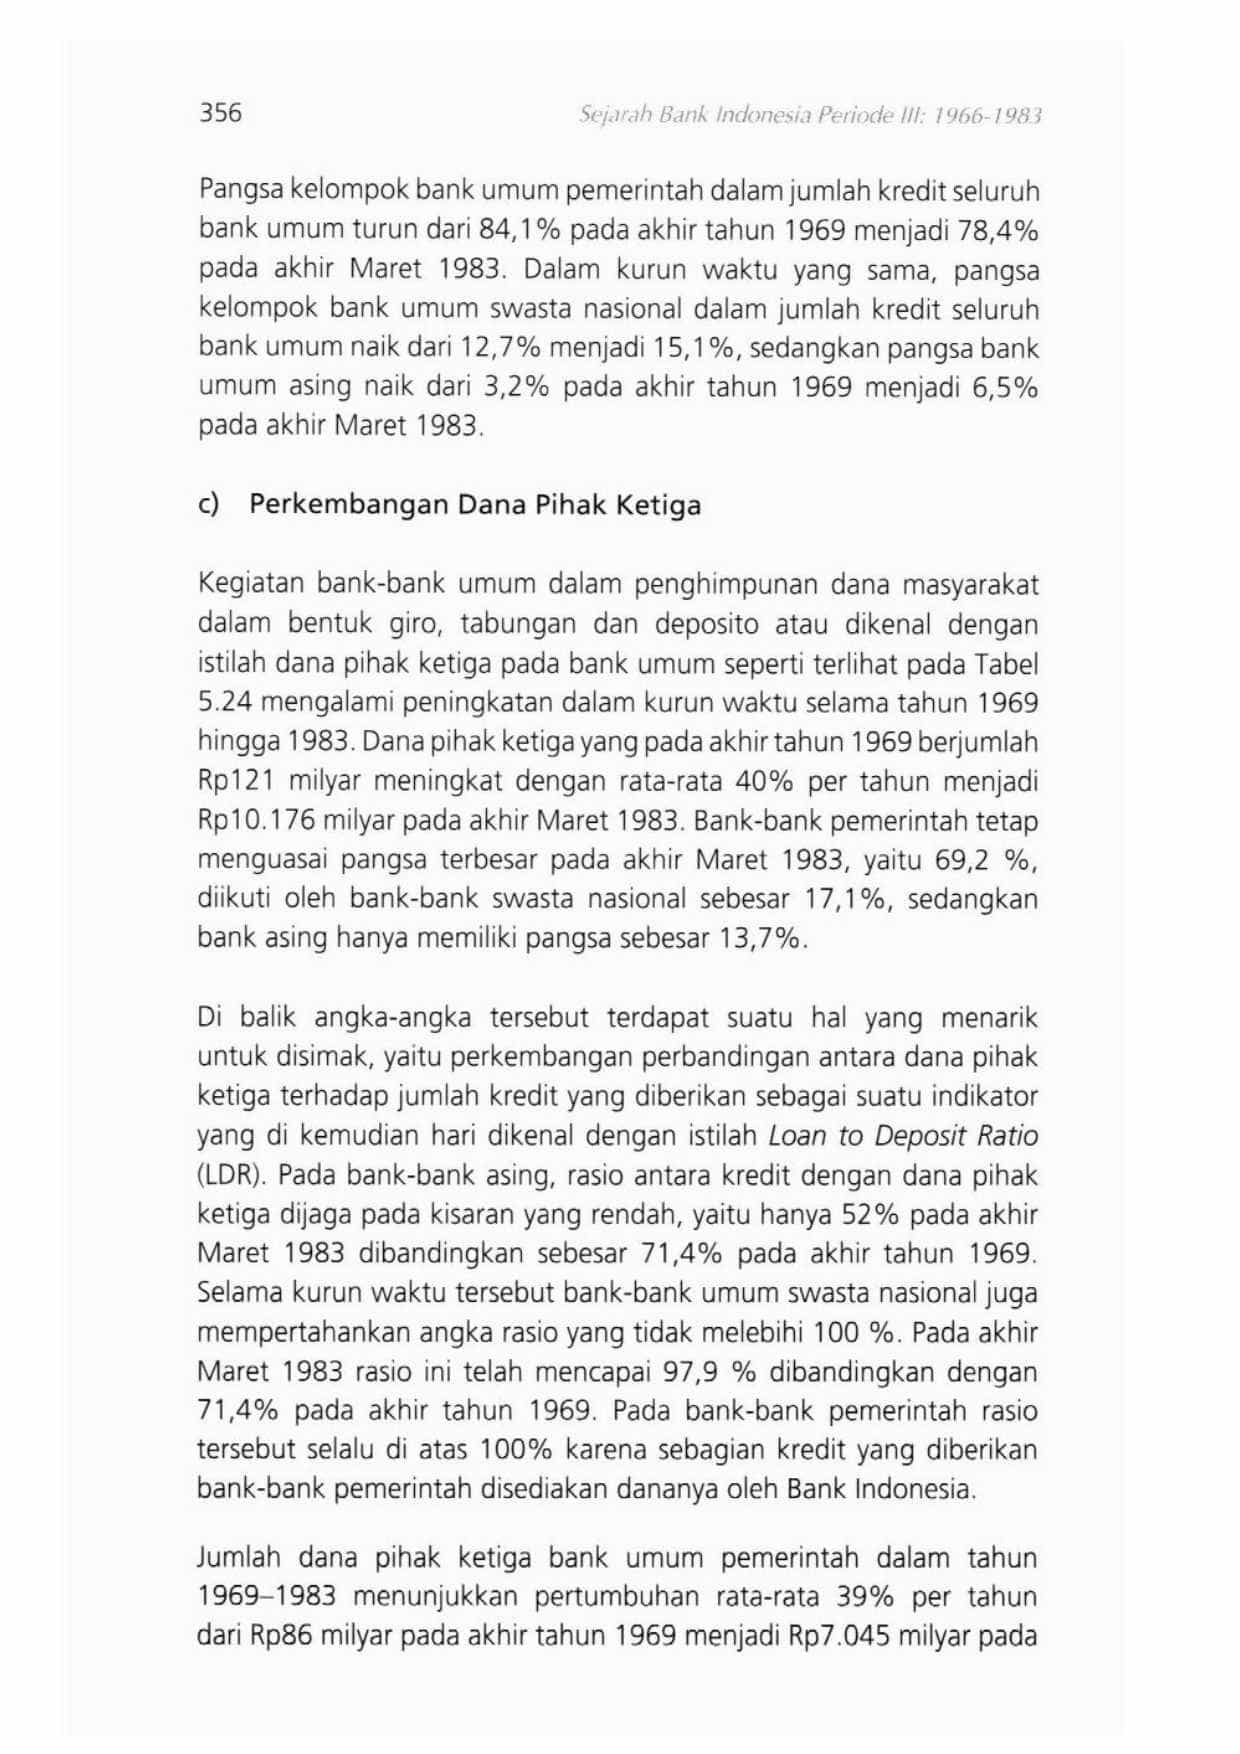 356
Sejarah Bank Indonesia Periode III: 1966-1983
Pangsa kelompok bank umum pemerintah dalam jumlah kredit seluruh
bank umum turun dari 84,1% pada akhir tahun 1969 menjadi 78,4%
pada akhir Maret 1983. Dalam kurun waktu yang sama, pangsa
kelompok bank umum swasta nasional dalam jumlah kredit seluruh
bank umum naik dari 12,7% menjadi 15,1%, sedangkan pangsa bank
umum asing naik dari 3,2% pada akhir tahun 1969 menjadi 6,5%
pada akhir Maret 1983.
c) Perkembangan Dana Pihak Ketiga
Kegiatan bank-bank umum dalam penghimpunan dana masyarakat
dalam bentuk giro, tabungan dan deposito atau dikenal dengan
istilah dana pihak ketiga pada bank umum seperti terlihat pada Tabel
5.24 mengalami peningkatan dalam kurun waktu selama tahun 1969
hingga 1983. Dana pihak ketiga yang pada akhir tahun 1969 berjumlah
Rp121 milyar meningkat dengan rata-rata 40% per tahun menjadi
Rp10.176 milyar pada akhir Maret 1983. Bank-bank pemerintah tetap
menguasai pangsa terbesar pada akhir Maret 1983, yaitu 69,2 %,
diikuti oleh bank-bank swasta nasional sebesar 17,1%, sedangkan
bank asing hanya memiliki pangsa sebesar 13,7%.
Di balik angka-angka tersebut terdapat suatu hal yang menarik
untuk disimak, yaitu perkembangan perbandingan antara dana pihak
ketiga terhadap jumlah kredit yang diberikan sebagai suatu indikator
yang di kemudian hari dikenal dengan istilah Loan to Deposit Ratio
(LDR). Pada bank-bank asing, rasio antara kredit dengan dana pihak
ketiga dijaga pada kisaran yang rendah, yaitu hanya 52% pada akhir
Maret 1983 dibandingkan sebesar 71,4% pada akhir tahun 1969.
Selama kurun waktu tersebut bank-bank umum swasta nasional juga
mempertahankan angka rasio yang tidak melebihi 100 %. Pada akhir
Maret 1983 rasio ini telah mencapai 97,9 % dibandingkan dengan
71,4% pada akhir tahun 1969. Pada bank-bank pemerintah rasio
tersebut selalu di atas 100% karena sebagian kredit yang diberikan
bank-bank pemerintah disediakan dananya oleh Bank Indonesia.
Jumlah dana pihak ketiga bank umum pemerintah dalam tahun
1969–1983 menunjukkan pertumbuhan rata-rata 39% per tahun
dari Rp86 milyar pada akhir tahun 1969 menjadi Rp7.045 milyar pada